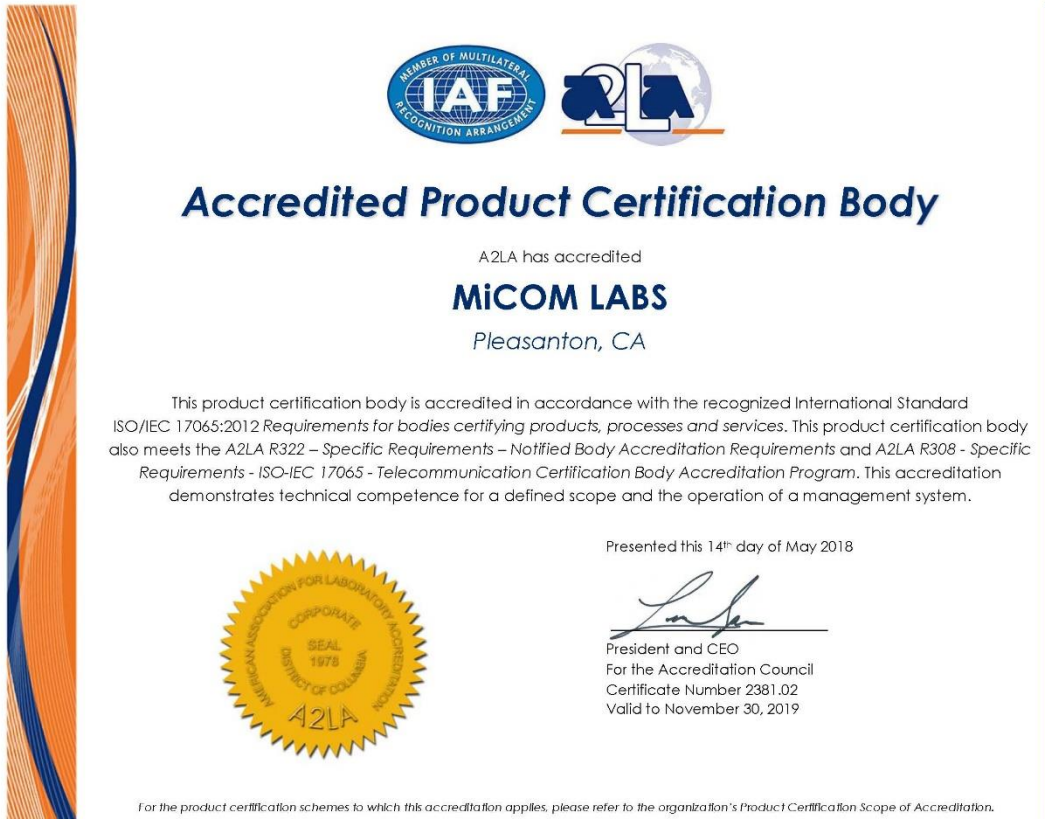 MEMBER OF MULTILATERAL
IAF
RECOGNITION ARRANGEMENT
a2La
Accredited Product Certification Body
A2LA has accredited
MiCOM LABS
Pleasanton, CA
This product certification body is accredited in accordance with the recognized International Standard
ISO/IEC 17065:2012 Requirements for bodies certifying products, processes and services. This product certification body
also meets the A2LA R322 – Specific Requirements – Notified Body Accreditation Requirements and A2LA R308 - Specific
Requirements - ISO-IEC 17065 - Telecommunication Certification Body Accreditation Program. This accreditation
demonstrates technical competence for a defined scope and the operation of a management system.
Presented this 14th day of May 2018
AMERICAN ASSOCIATION FOR LABORATORY ACCREDITATION
CORPORATE
SEAL
1978
DISTRICT OF COLUMBIA
A2LA
President and CEO
For the Accreditation Council
Certificate Number 2381.02
Valid to November 30, 2019
For the product certification schemes to which this accreditation applies, please refer to the organization's Product Certification Scope of Accreditation.